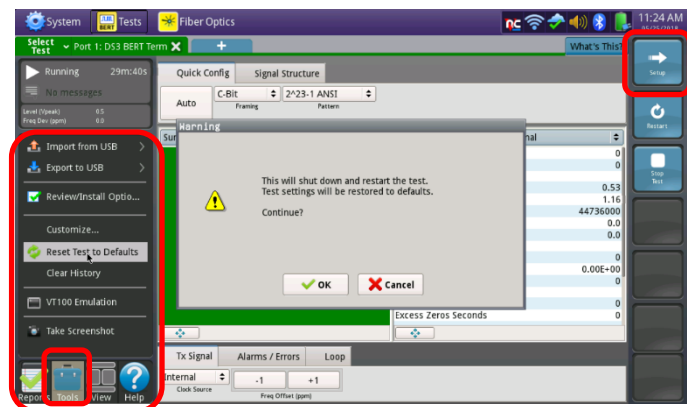 System
Tests
Fiber Optics
11:24 AM
05/25/2018
Select Test
Port 1: DS3 BERT Term
What's This?
Running 29m:40s
No messages
Level (Vpeak) 0.5
Freq Dev (ppm) 0.0
Quick Config
Signal Structure
Auto
C-Bit
2^23-1 ANSI
Framing
Pattern
Setup
Restart
Stop Test
Import from USB
Export to USB
Review/Install Optio...
Customize...
Reset Test to Defaults
Clear History
VT100 Emulation
Take Screenshot
Warning
This will shut down and restart the test.
Test settings will be restored to defaults.
Continue?
OK
Cancel
0
0
0.53
1.16
44736000
0.0
0.0
0
0.00E+00
0
0
Excess Zeros Seconds 0
Tx Signal
Alarms / Errors
Loop
Internal
-1
+1
Clock Source
Freq Offset (ppm)
Reports
Tools
View
Help